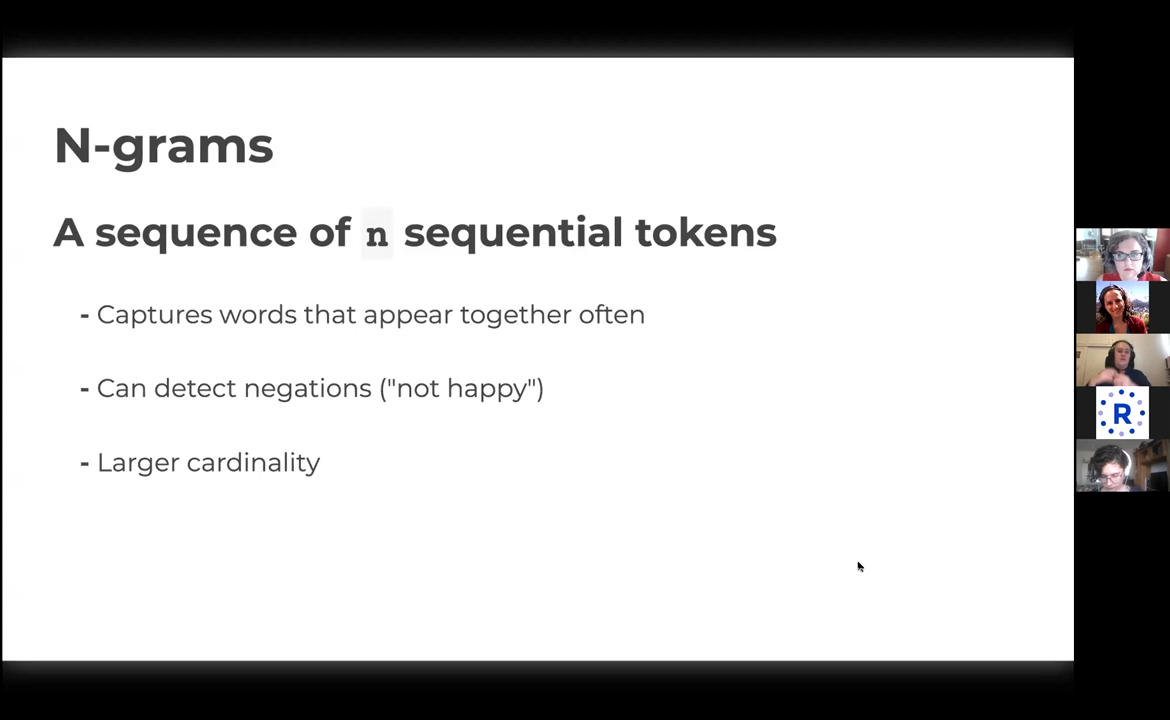 N-grams
A sequence of n sequential tokens
- Captures words that appear together often
- Can detect negations ("not happy")
- Larger cardinality
R